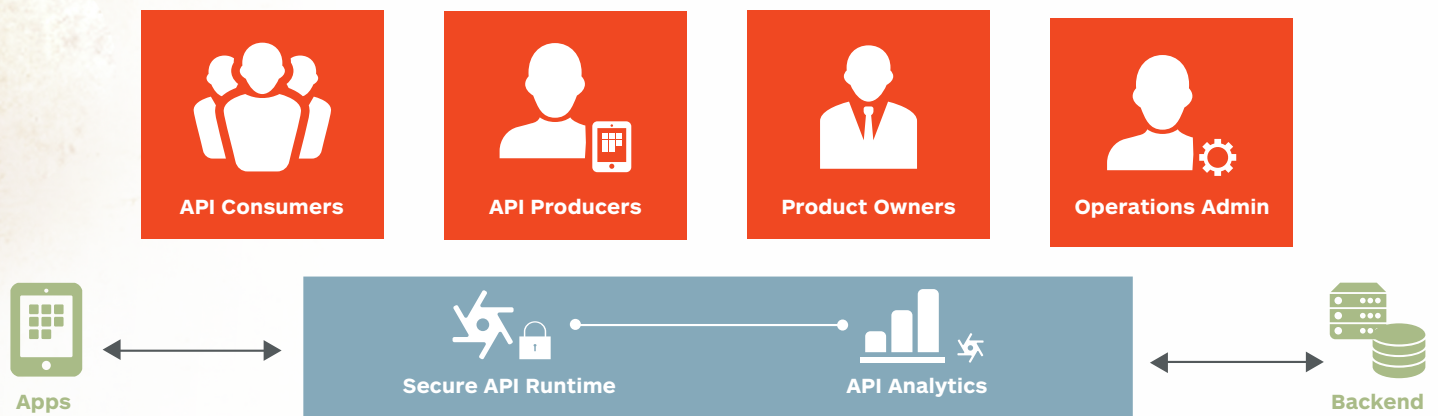 API Consumers
API Producers
Product Owners
Operations Admin
Secure API Runtime
API Analytics
Apps
Backend